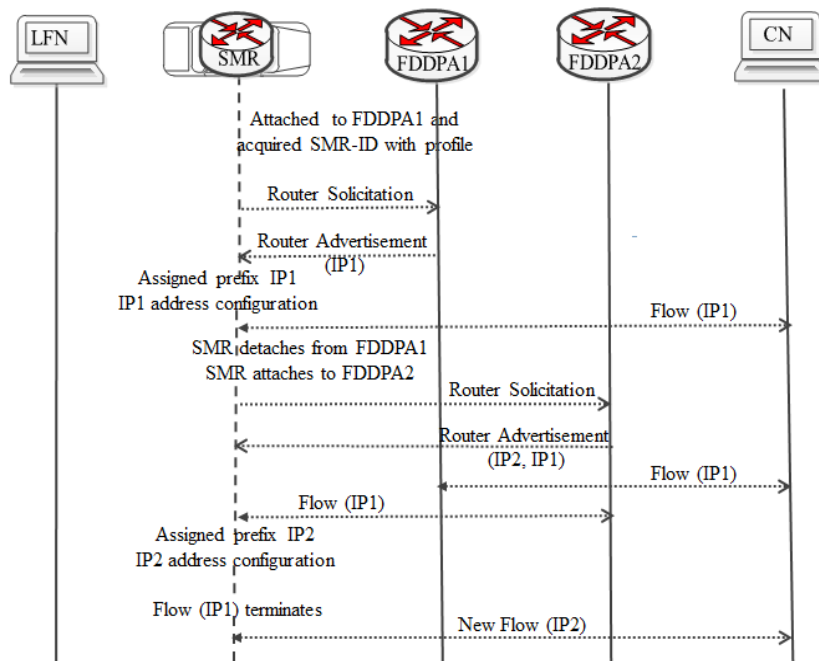 LFN
SMR
FDDPA1
FDDPA2
CN
Attached to FDDPA1 and
acquired SMR-ID with profile
Router Solicitation
Router Advertisement
(IP1)
Assigned prefix IP1
IP1 address configuration
Flow (IP1)
SMR detaches from FDDPA1
SMR attaches to FDDPA2
Router Solicitation
Router Advertisement
(IP2, IP1)
Flow (IP1)
Flow (IP1)
Assigned prefix IP2
IP2 address configuration
Flow (IP1) terminates
New Flow (IP2)